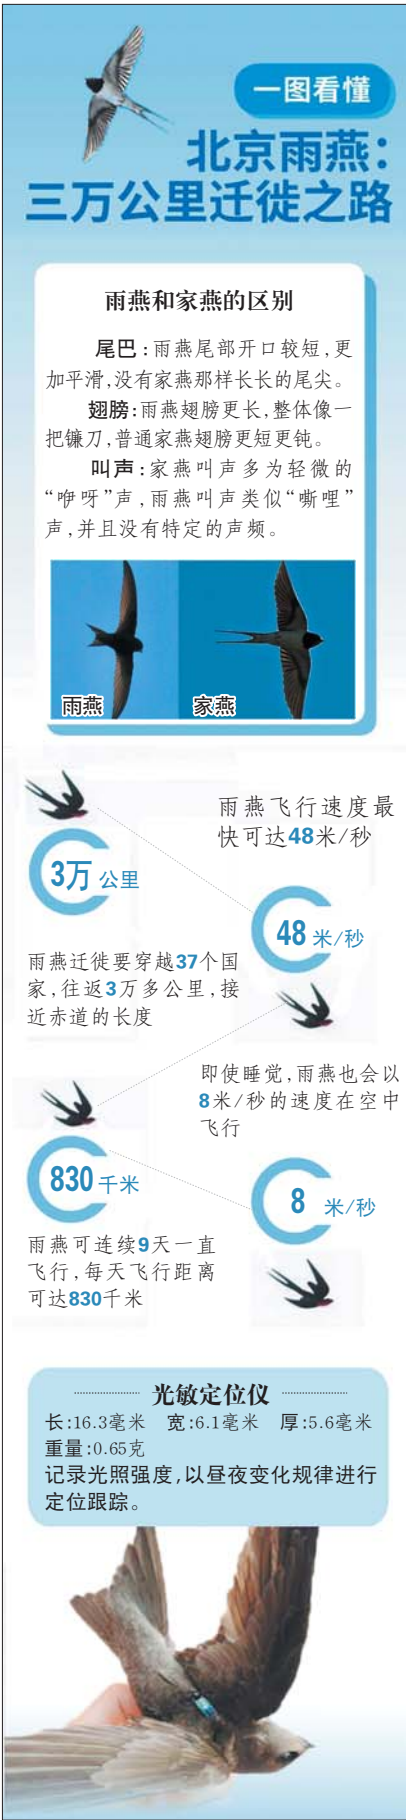 一图看懂
北京雨燕：
三万公里迁徙之路
雨燕和家燕的区别
尾巴：雨燕尾部开口较短，更
加平滑，没有家燕那样长长的尾尖。
翅膀：雨燕翅膀更长，整体像一
把镰刀，普通家燕翅膀更短更钝。
叫声：家燕叫声多为轻微的
“咿呀”声，雨燕叫声类似“嘶哩”
声，并且没有特定的声频。
雨燕
家燕
雨燕飞行速度最
快可达48米/秒
3万公里
48米/秒
雨燕迁徙要穿越37个国
家，往返3万多公里，接
近赤道的长度
即使睡觉，雨燕也会以
8米/秒的速度在空中
飞行
830千米
8米/秒
雨燕可连续9天一直
飞行，每天飞行距离
可达830千米
光敏定位仪
长：16.3毫米 宽：6.1毫米 厚：5.6毫米
重量：0.65克
记录光照强度，以昼夜变化规律进行
定位跟踪。